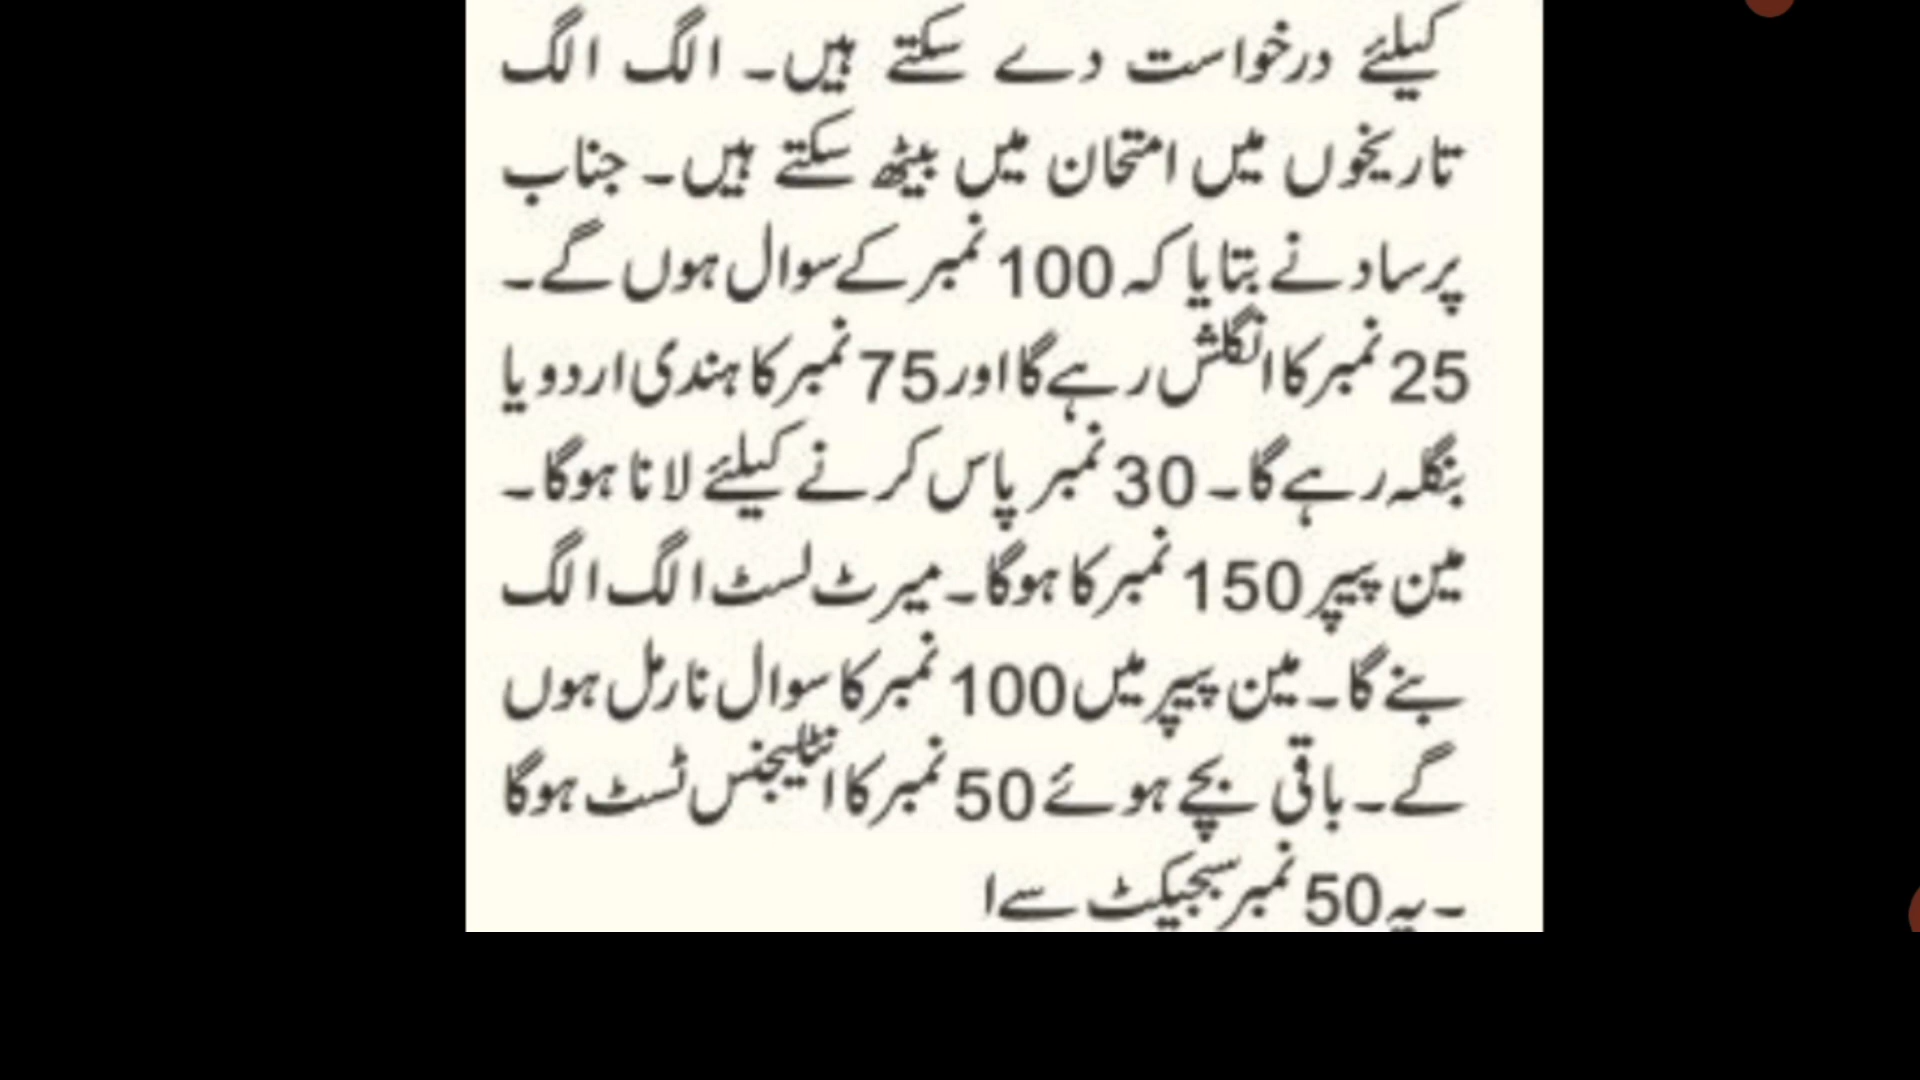 کیلئے درخواست دے سکتے ہیں۔ الگ الگ
تاریخوں میں امتحان میں بیٹھ سکتے ہیں۔ جناب
پرساد نے بتایا کہ 100 نمبر کے سوال ہوں گے۔
25 نمبر کا انگلش رہے گا اور 75 نمبر کا ہندی اردو یا
بنگلہ رہے گا۔ 30 نمبر پاس کرنے کیلئے لانا ہوگا۔
مین پیپر 150 نمبر کا ہوگا۔ میرٹ لسٹ الگ الگ
بنے گا۔ مین پیپر میں 100 نمبر کا سوال نارمل ہوں
گے۔ باقی بچے ہوئے 50 نمبر کا انٹلیجنس ٹسٹ ہوگا
۔ یہ 50 نمبر سبجیکٹ سے ا